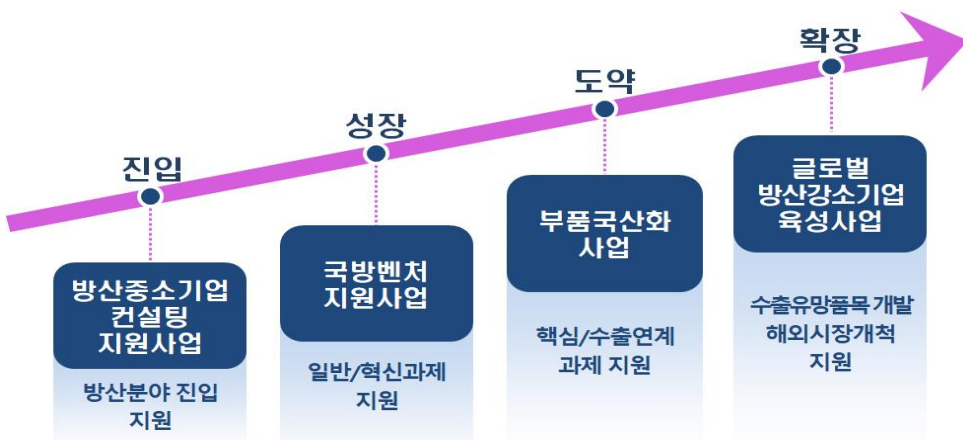 진입
방산중소기업
컨설팅
지원사업
방산분야 진입
지원
성장
국방벤처
지원사업
일반/혁신과제
지원
도약
부품국산화
사업
핵심/수출연계
과제 지원
확장
글로벌
방산강소기업
육성사업
수출유망품목 개발
해외시장개척
지원